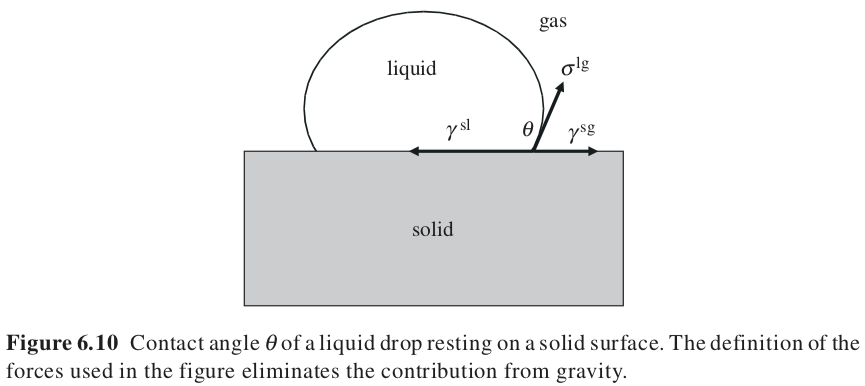 gas
liquid
σ^lg
γ^sl
θ
γ^sg
solid
Figure 6.10 Contact angle θ of a liquid drop resting on a solid surface. The definition of the
forces used in the figure eliminates the contribution from gravity.